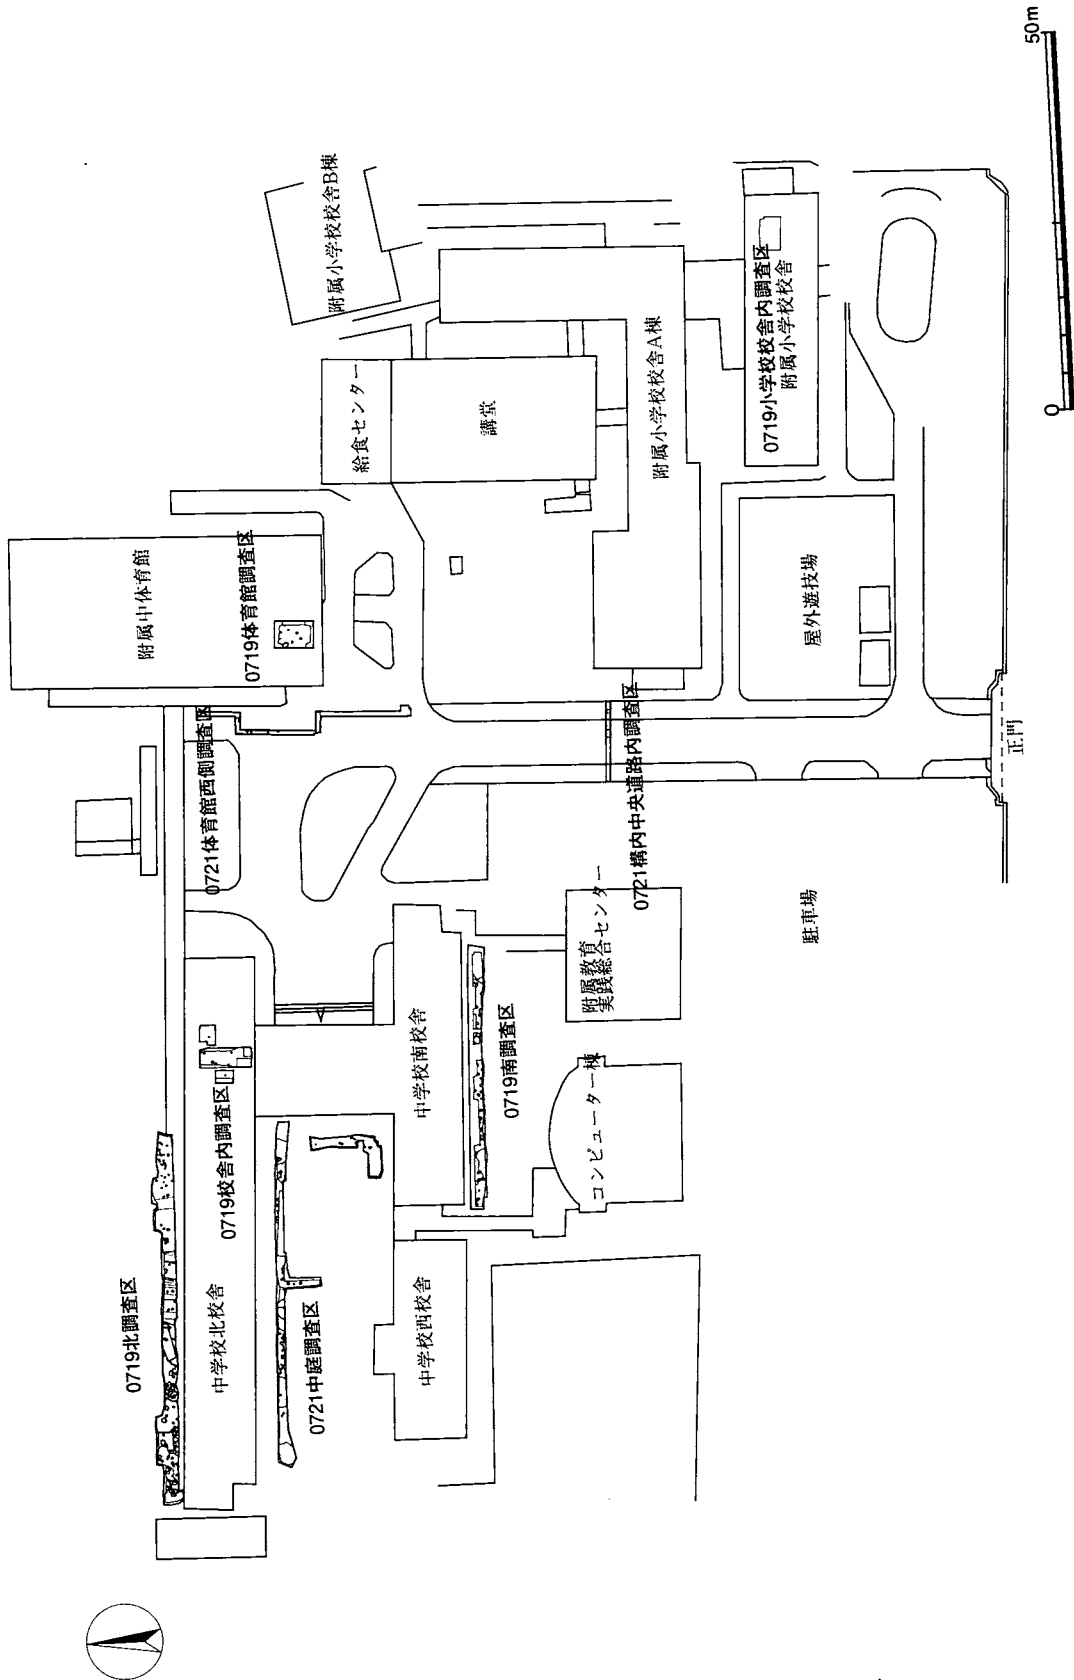 0719北調査区
中学校北校舎
0719校舎内調査区
0721中庭調査区
中学校西校舎
中学校南校舎
0719南調査区
コンピューター棟
附属教育
実践総合センター
駐車場
0721体育館西側調査区
附属中体育館
0719体育館調査区
0721構内中央道路内調査区
給食センター
講堂
附属小学校校舎B棟
附属小学校校舎A棟
0719小学校校舎内調査区
附属小学校校舎
屋外遊技場
正門
0
50m